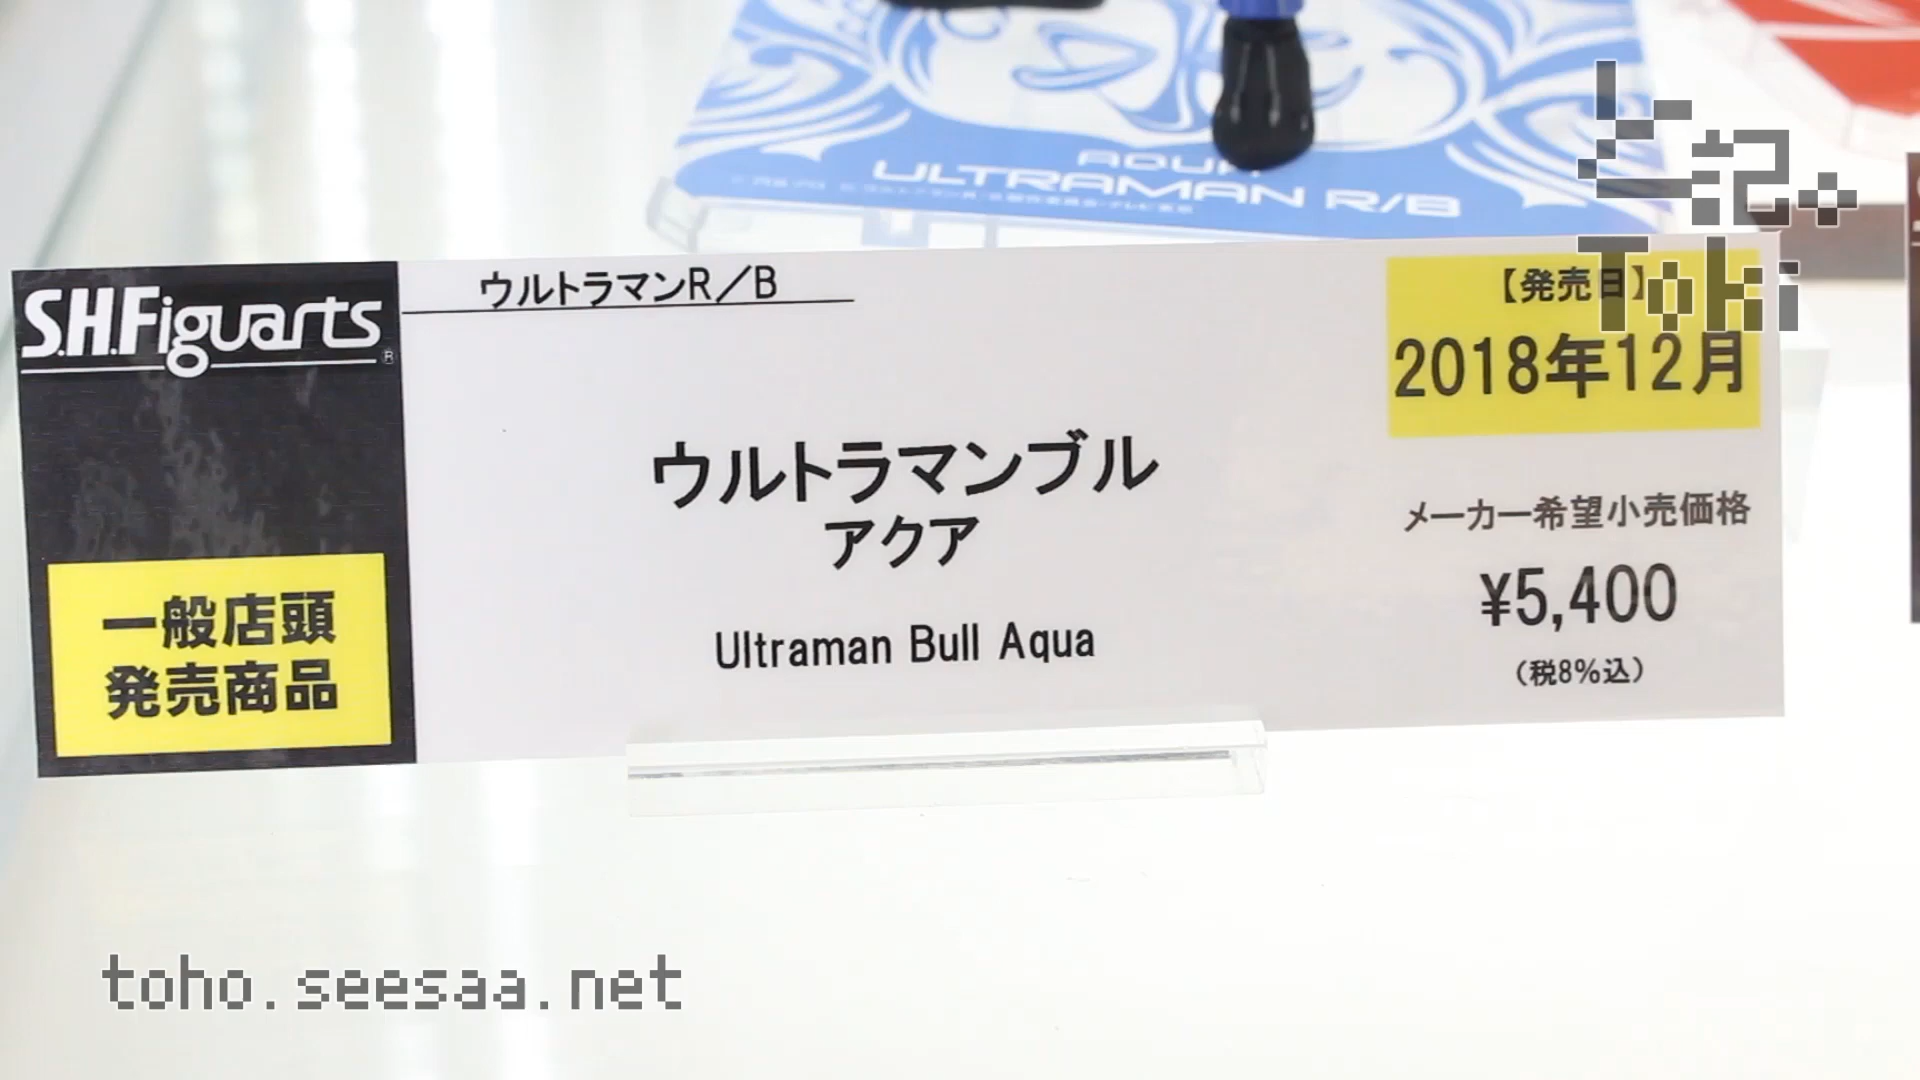 AQUA
ULTRAMAN R/B
と記。
Toki
S.H.Figuarts
®
ウルトラマンR／B
【発売日】
2018年12月
ウルトラマンブル
アクア
Ultraman Bull Aqua
メーカー希望小売価格
¥5,400
（税8%込）
一般店頭
発売商品
toho.seesaa.net